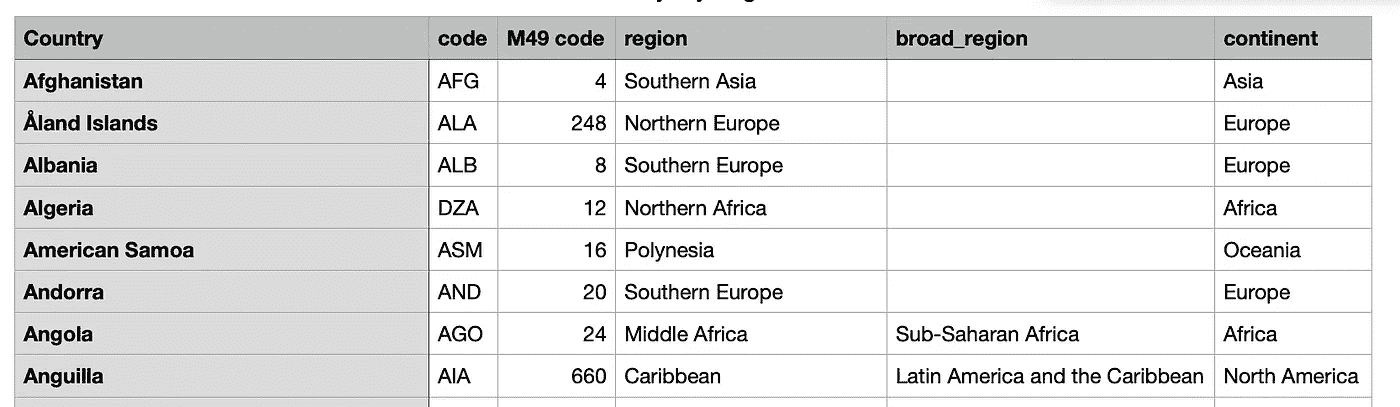 Country code M49 code region broad_region continent
Afghanistan AFG 4 Southern Asia Asia
Åland Islands ALA 248 Northern Europe Europe
Albania ALB 8 Southern Europe Europe
Algeria DZA 12 Northern Africa Africa
American Samoa ASM 16 Polynesia Oceania
Andorra AND 20 Southern Europe Europe
Angola AGO 24 Middle Africa Sub-Saharan Africa Africa
Anguilla AIA 660 Caribbean Latin America and the Caribbean North America